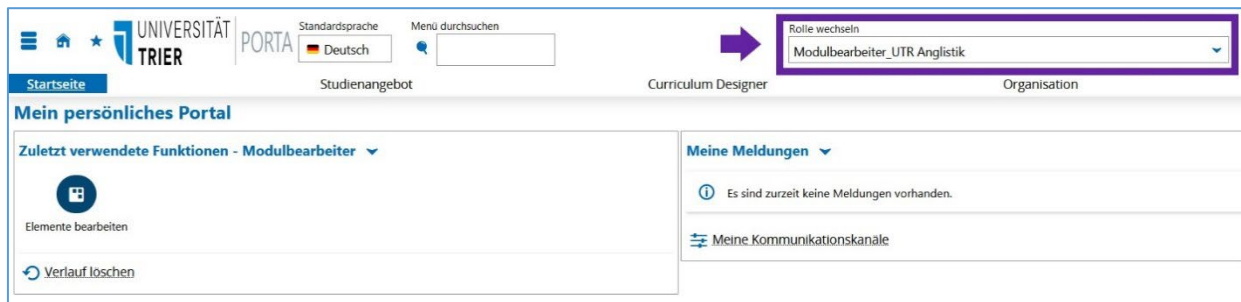 Standardsprache
Menü durchsuchen
Rolle wechseln
UNIVERSITÄT
TRIER
PORTA
Deutsch
Modulbearbeiter_UTR Anglistik
Startseite
Studienangebot
Curriculum Designer
Organisation
Mein persönliches Portal
Zuletzt verwendete Funktionen - Modulbearbeiter
Elemente bearbeiten
Verlauf löschen
Meine Meldungen
Es sind zurzeit keine Meldungen vorhanden.
Meine Kommunikationskanäle